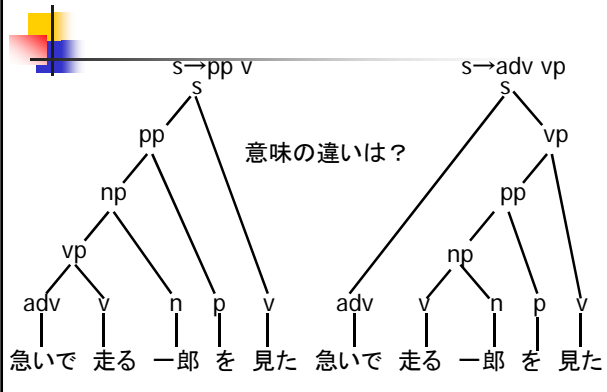 s→pp v s→adv vp
s s
pp 意味の違いは？ vp
np pp
vp np
adv v n p v adv v n p v
急いで 走る 一郎 を 見た 急いで 走る 一郎 を 見た